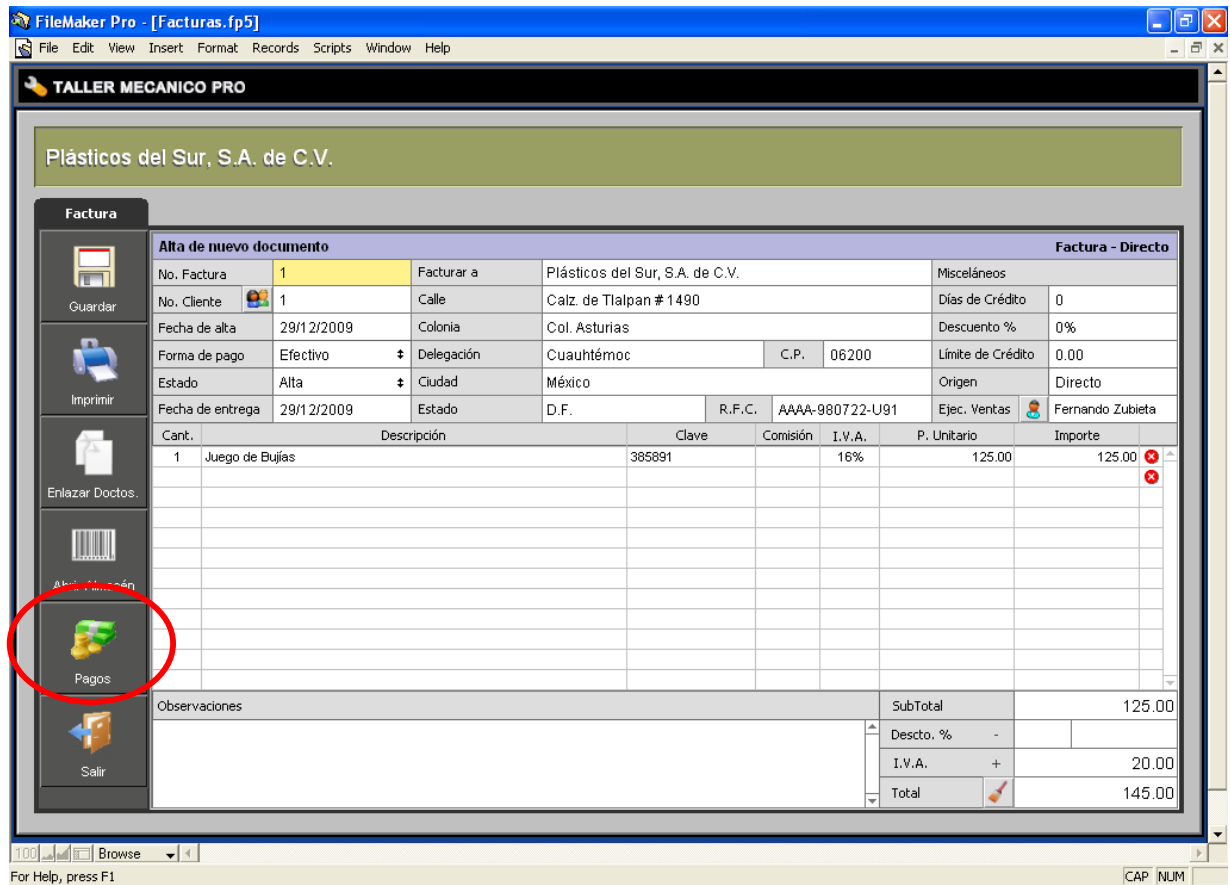 FileMaker Pro - [Facturas.fp5]
File Edit View Insert Format Records Scripts Window Help
TALLER MECANICO PRO
Plásticos del Sur, S.A. de C.V.
Factura
Alta de nuevo documento Factura - Directo
No. Factura 1 Facturar a Plásticos del Sur, S.A. de C.V. Misceláneos
No. Cliente 1 Calle Calz. de Tlalpan # 1490 Días de Crédito 0
Fecha de alta 29/12/2009 Colonia Col. Asturias Descuento % 0%
Forma de pago Efectivo Delegación Cuauhtémoc C.P. 06200 Límite de Crédito 0.00
Estado Alta Ciudad México Origen Directo
Fecha de entrega 29/12/2009 Estado D.F. R.F.C. AAAA-980722-U91 Ejec. Ventas Fernando Zubieta
Cant. Descripción Clave Comisión I.V.A. P. Unitario Importe
1 Juego de Bujías 385891 16% 125.00 125.00
Guardar
Imprimir
Enlazar Doctos.
Abrir Almacén
Pagos
Salir
Observaciones
SubTotal 125.00
Descto. % -
I.V.A. + 20.00
Total 145.00
100 Browse
For Help, press F1 CAP NUM